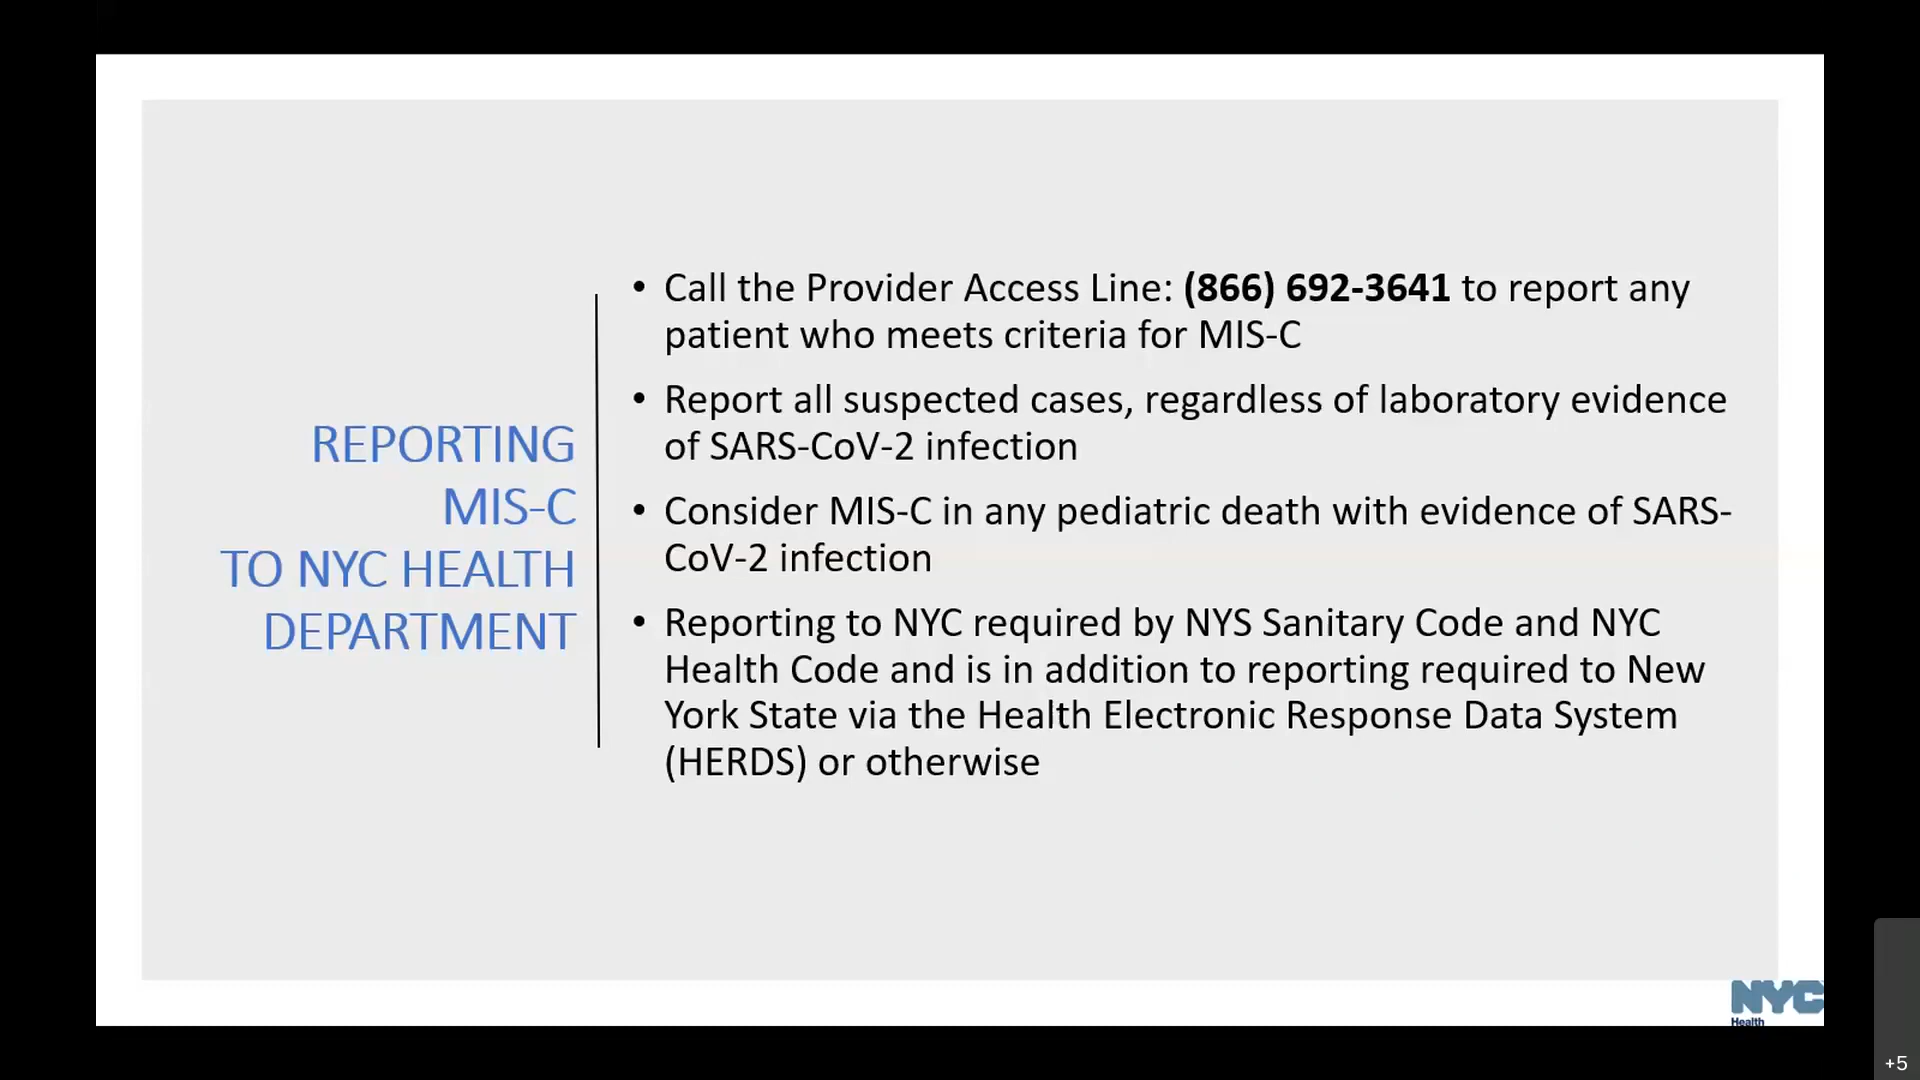 REPORTING
MIS-C
TO NYC HEALTH
DEPARTMENT
• Call the Provider Access Line: (866) 692-3641 to report any
patient who meets criteria for MIS-C
• Report all suspected cases, regardless of laboratory evidence
of SARS-CoV-2 infection
• Consider MIS-C in any pediatric death with evidence of SARS-
CoV-2 infection
• Reporting to NYC required by NYS Sanitary Code and NYC
Health Code and is in addition to reporting required to New
York State via the Health Electronic Response Data System
(HERDS) or otherwise
NYC
Health
+5